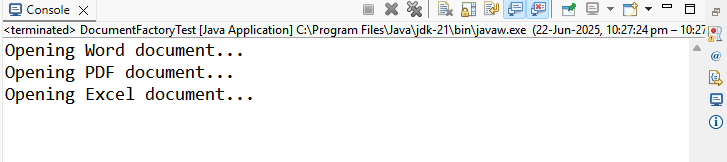 Console
<terminated> DocumentFactoryTest [Java Application] C:\Program Files\Java\jdk-21\bin\javaw.exe (22-Jun-2025, 10:27:24 pm – 10:27
Opening Word document...
Opening PDF document...
Opening Excel document...